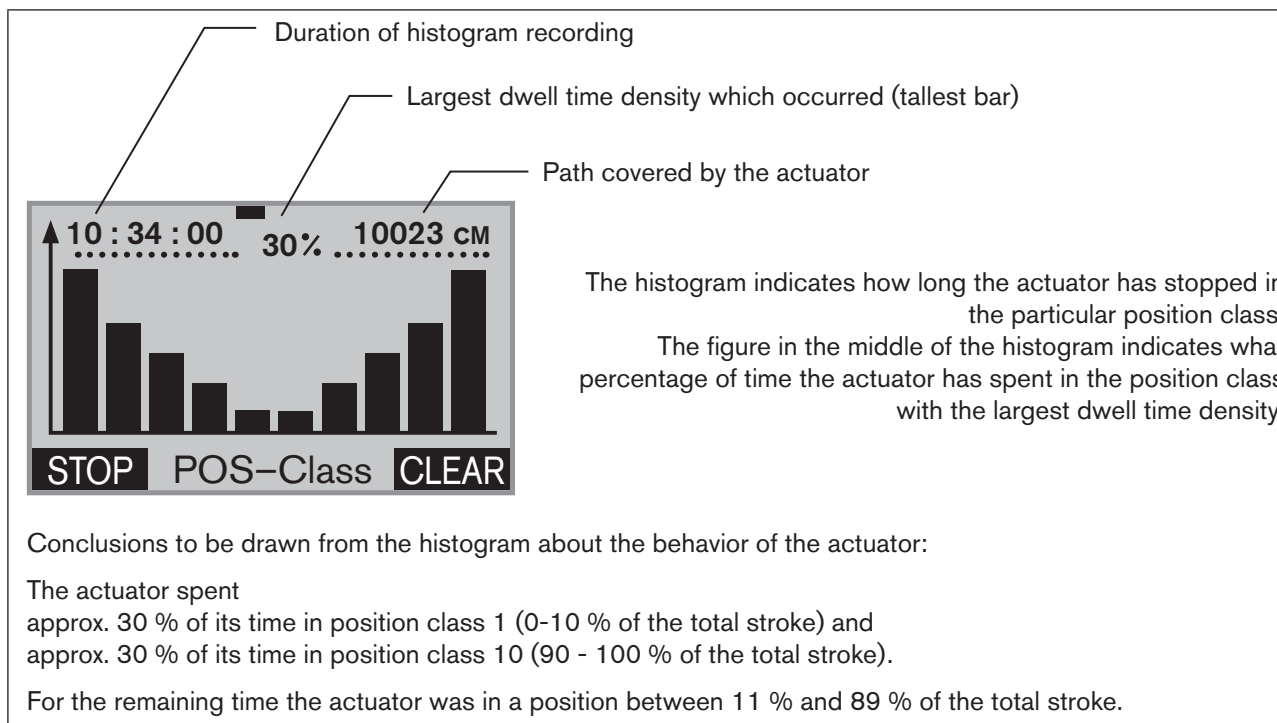 Duration of histogram recording
Largest dwell time density which occurred (tallest bar)
Path covered by the actuator
10 : 34 : 00 30% 10023 CM
The histogram indicates how long the actuator has stopped in
the particular position class
The figure in the middle of the histogram indicates wha
percentage of time the actuator has spent in the position class
with the largest dwell time density
STOP POS–Class CLEAR
Conclusions to be drawn from the histogram about the behavior of the actuator:
The actuator spent
approx. 30 % of its time in position class 1 (0-10 % of the total stroke) and
approx. 30 % of its time in position class 10 (90 - 100 % of the total stroke).
For the remaining time the actuator was in a position between 11 % and 89 % of the total stroke.